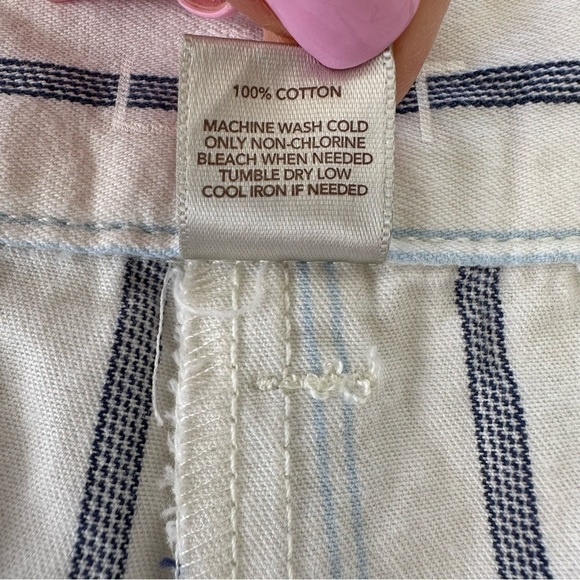 100% COTTON
MACHINE WASH COLD
ONLY NON-CHLORINE
BLEACH WHEN NEEDED
TUMBLE DRY LOW
COOL IRON IF NEEDED